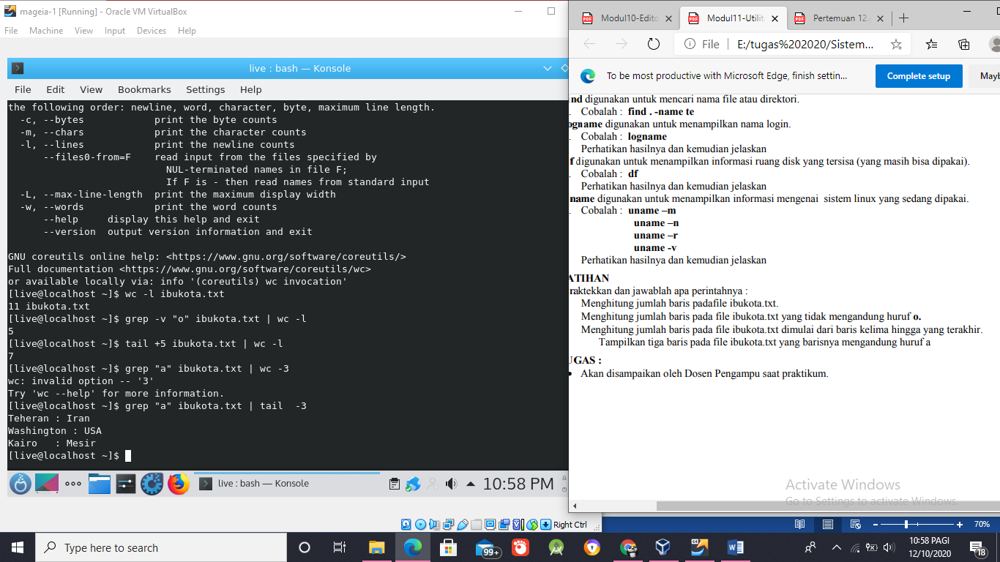 mageia-1 [Running] - Oracle VM VirtualBox
File Machine View Input Devices Help
live : bash — Konsole
File Edit View Bookmarks Settings Help
the following order: newline, word, character, byte, maximum line length.
  -c, --bytes            print the byte counts
  -m, --chars            print the character counts
  -l, --lines            print the newline counts
      --files0-from=F    read input from the files specified by
                           NUL-terminated names in file F;
                           If F is - then read names from standard input
  -L, --max-line-length  print the maximum display width
  -w, --words            print the word counts
      --help     display this help and exit
      --version  output version information and exit
GNU coreutils online help: <https://www.gnu.org/software/coreutils/>
Full documentation <https://www.gnu.org/software/coreutils/wc>
or available locally via: info '(coreutils) wc invocation'
[live@localhost ~]$ wc -l ibukota.txt
11 ibukota.txt
[live@localhost ~]$ grep -v "o" ibukota.txt | wc -l
5
[live@localhost ~]$ tail +5 ibukota.txt | wc -l
7
[live@localhost ~]$ grep "a" ibukota.txt | wc -3
wc: invalid option -- '3'
Try 'wc --help' for more information.
[live@localhost ~]$ grep "a" ibukota.txt | tail  -3
Teheran : Iran
Washington : USA
Kairo   : Mesir
[live@localhost ~]$
live : bash — Konsole
10:58 PM
Right Ctrl
Modul10-Edito
Modul11-Utilit
Pertemuan 12.
File E:/tugas%202020/Sistem...
To be most productive with Microsoft Edge, finish settin...
Complete setup
Mayb
nd digunakan untuk mencari nama file atau direktori.
. Cobalah : find . -name te
ogname digunakan untuk menampilkan nama login.
. Cobalah : logname
Perhatikan hasilnya dan kemudian jelaskan
f digunakan untuk menampilkan informasi ruang disk yang tersisa (yang masih bisa dipakai).
. Cobalah : df
Perhatikan hasilnya dan kemudian jelaskan
name digunakan untuk menampilkan informasi mengenai sistem linux yang sedang dipakai.
. Cobalah : uname –m
uname –n
uname –r
uname -v
Perhatikan hasilnya dan kemudian jelaskan
ATIHAN
raktekkan dan jawablah apa perintahnya :
Menghitung jumlah baris padafile ibukota.txt.
Menghitung jumlah baris pada file ibukota.txt yang tidak mengandung huruf o.
Menghitung jumlah baris pada file ibukota.txt dimulai dari baris kelima hingga yang terakhir.
Tampilkan tiga baris pada file ibukota.txt yang barisnya mengandung huruf a
UGAS :
• Akan disampaikan oleh Dosen Pengampu saat praktikum.
Activate Windows
Go to Settings to activate Windows.
70%
Type here to search
99+
10:58 PAGI
12/10/2020
18